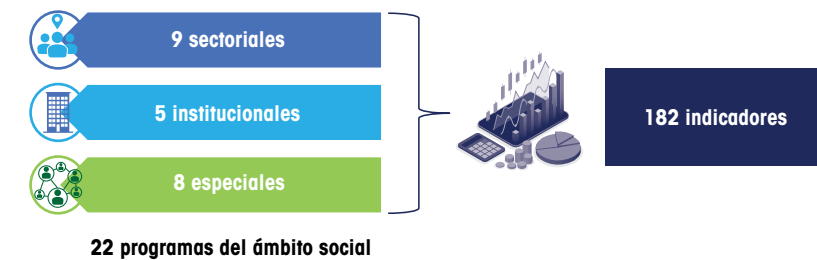 9 sectoriales
5 institucionales
8 especiales
182 indicadores
22 programas del ámbito social